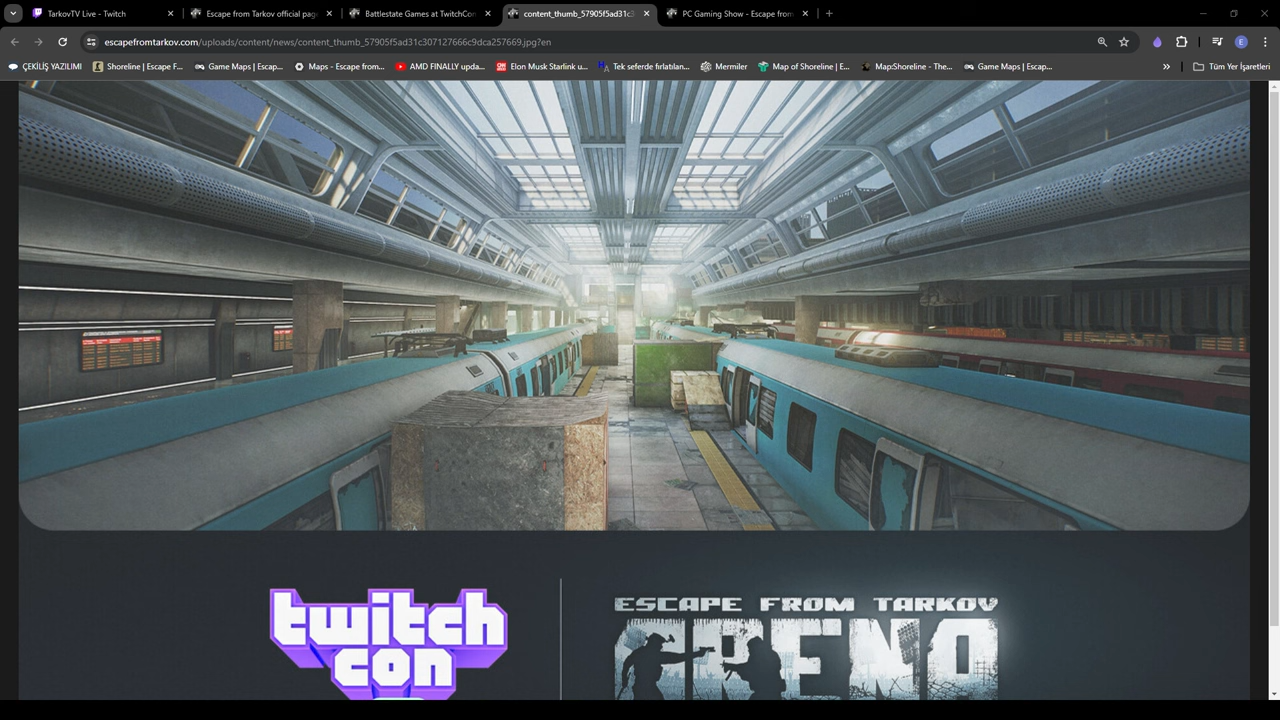 TarkovTV Live - Twitch
Escape from Tarkov official pag
Battlestate Games at TwitchCon
content_thumb_57905f5ad31c3
PC Gaming Show - Escape from
escapefromtarkov.com/uploads/content/news/content_thumb_57905f5ad31c307127666c9dca257669.jpg?en
E
ÇEKİLİŞ YAZILIMI
Shoreline | Escape F...
Game Maps | Escap...
Maps - Escape from...
AMD FINALLY upda...
Elon Musk Starlink u...
Tek seferde fırlatılan...
Mermiler
Map of Shoreline | E...
Map:Shoreline - The...
Game Maps | Escap...
Tüm Yer İşaretleri
twitch
con
ESCAPE FROM TARKOV
ARENA